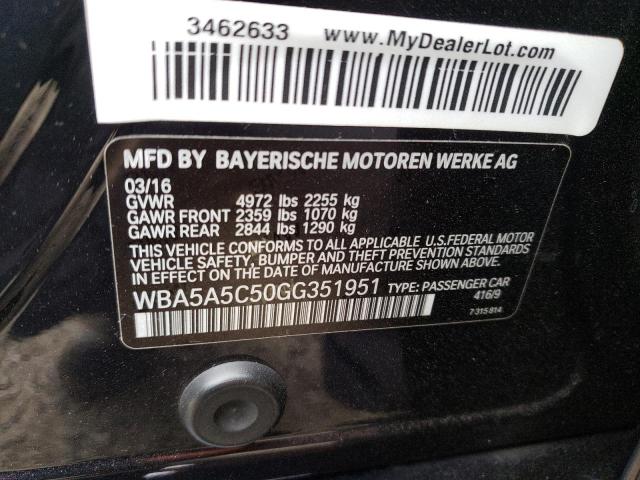 3462633 www.MyDealerLot.com
MFD BY BAYERISCHE MOTOREN WERKE AG
03/16
GVWR 4972 lbs 2255 kg
GAWR FRONT 2359 lbs 1070 kg
GAWR REAR 2844 lbs 1290 kg
THIS VEHICLE CONFORMS TO ALL APPLICABLE U.S.FEDERAL MOTOR
VEHICLE SAFETY, BUMPER AND THEFT PREVENTION STANDARDS
IN EFFECT ON THE DATE OF MANUFACTURE SHOWN ABOVE.
WBA5A5C50GG351951 TYPE: PASSENGER CAR
416/9
7 315 814